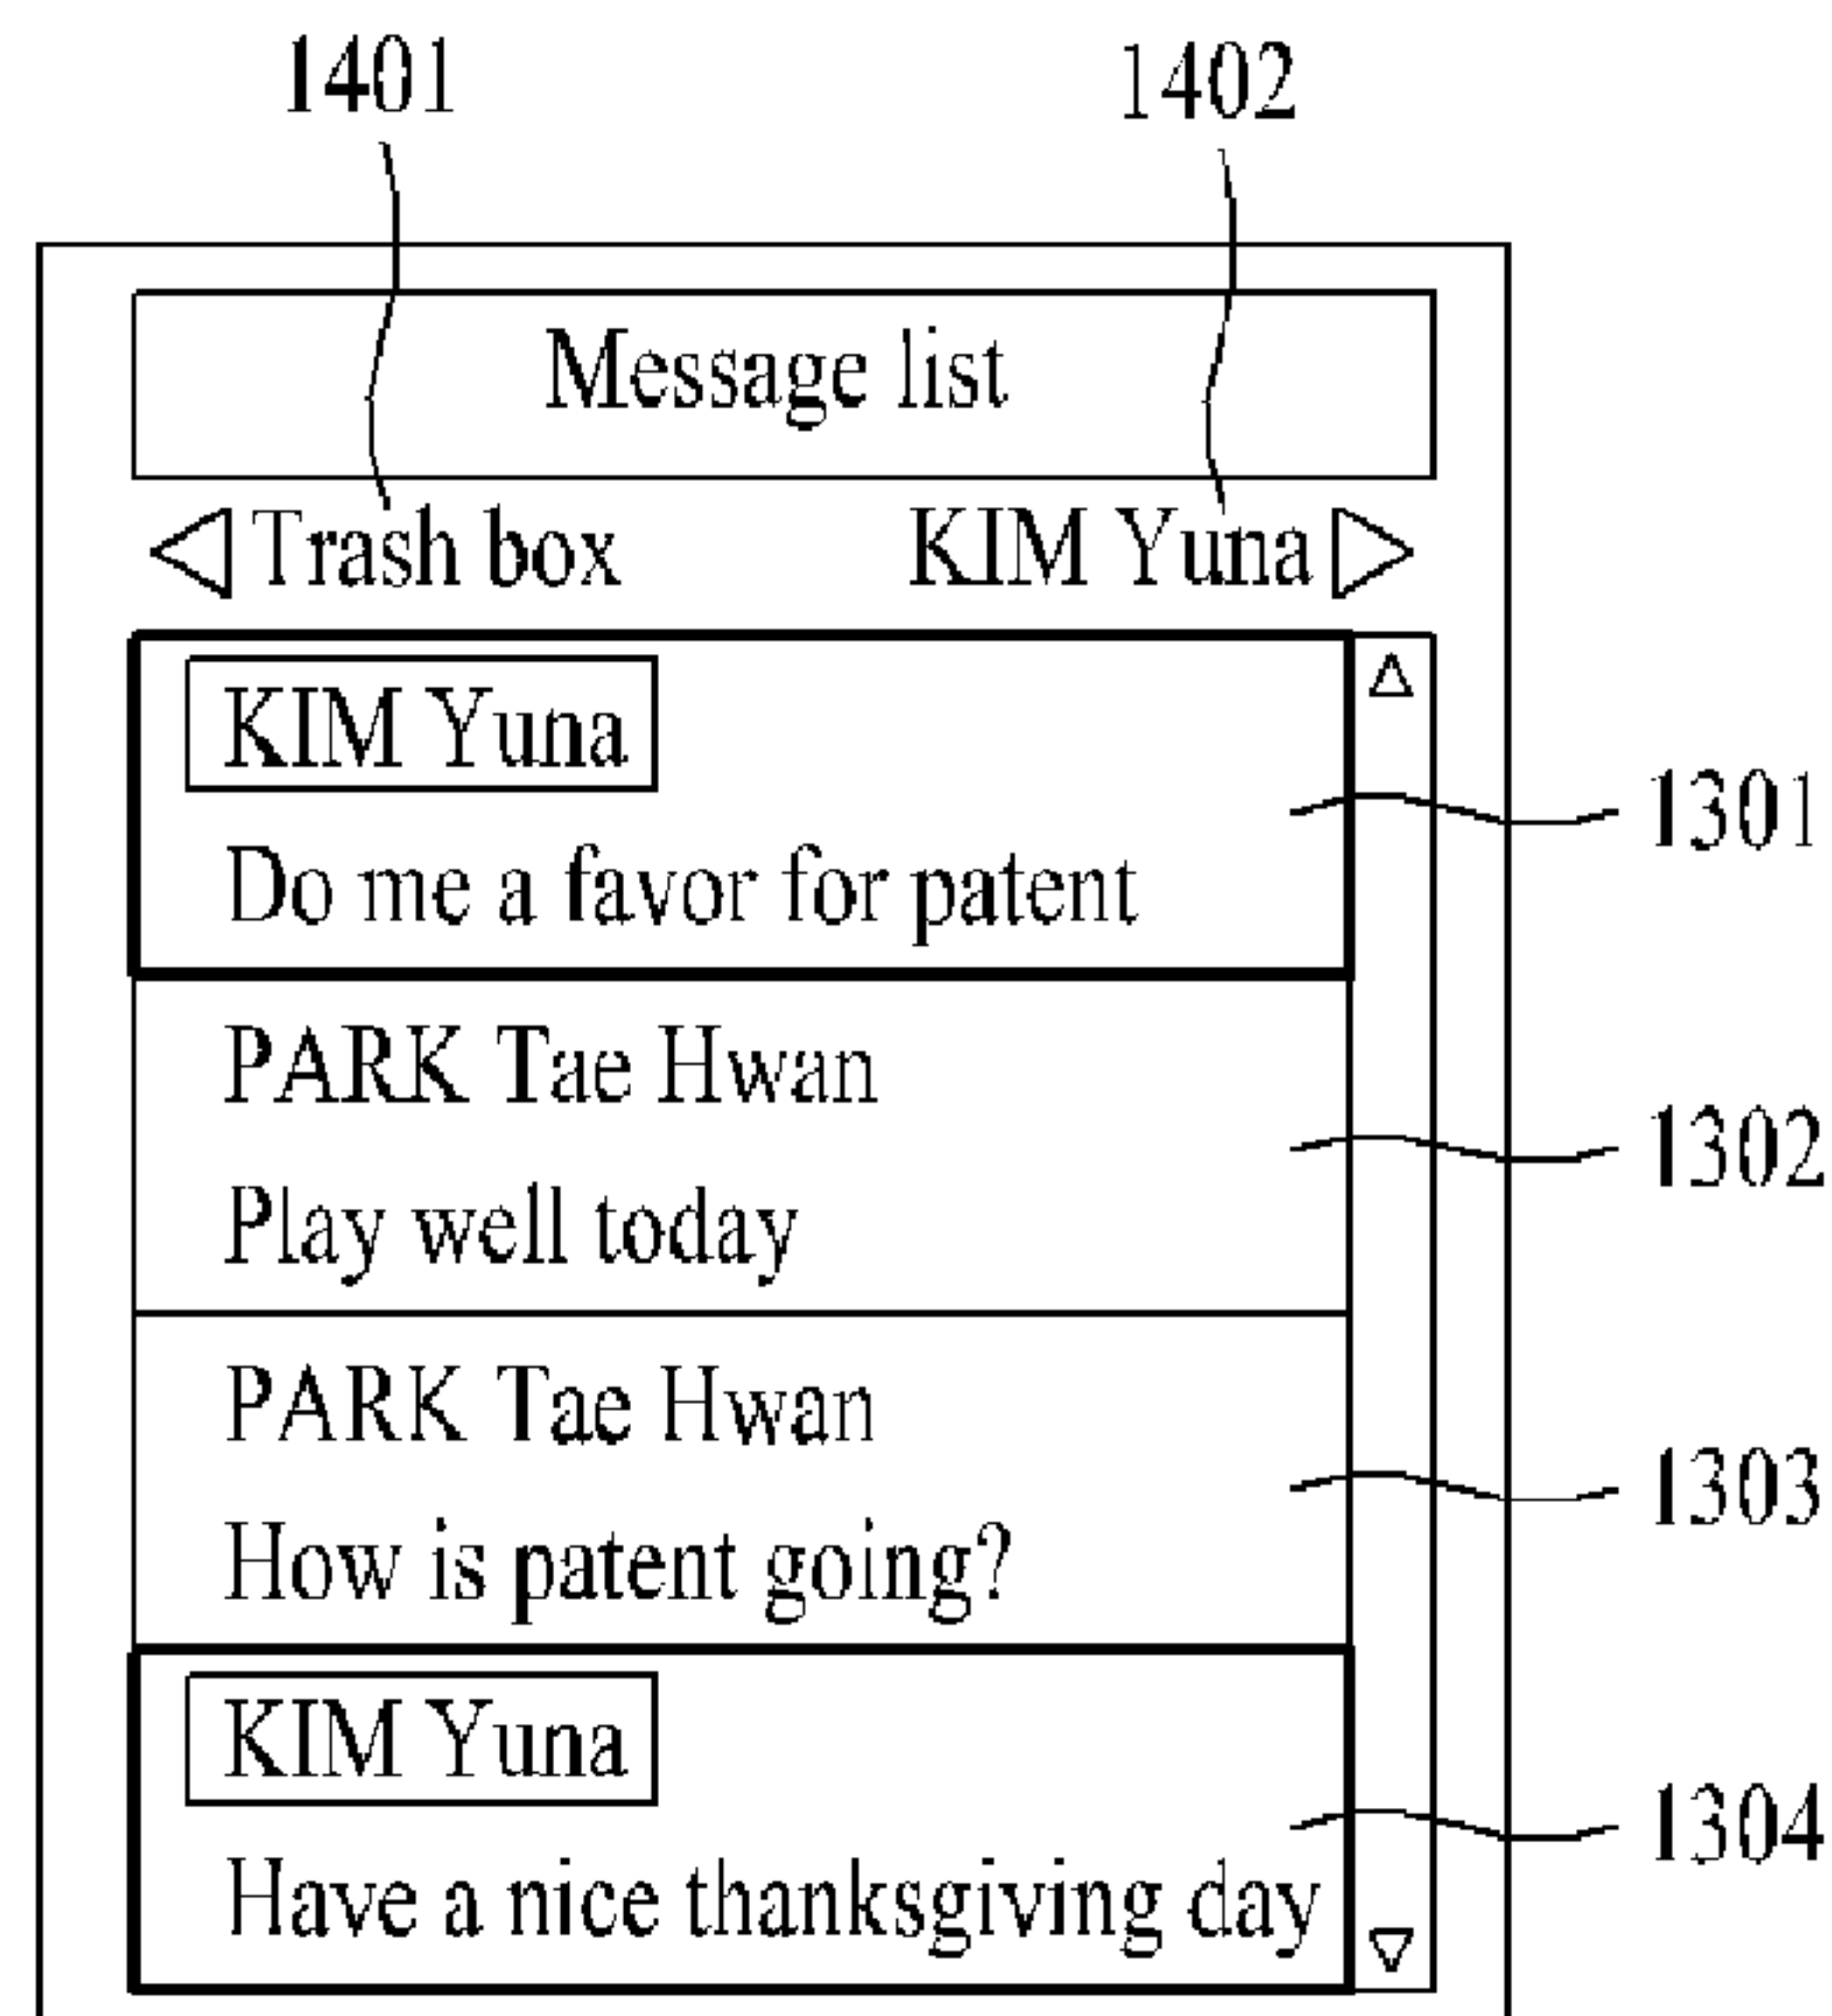 1401 1402
Message list
Trash box KIM Yuna
KIM Yuna
1301
Do me a favor for patent
PARK Tae Hwan
1302
Play well today
PARK Tae Hwan
1303
How is patent going?
KIM Yuna
1304
Have a nice thanksgiving day